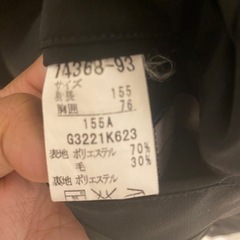 74368-93
サイズ
身長 155
胸囲 76
155A
G3221K623
表地 ポリエステル 70%
毛 30%
裏地 ポリエステル